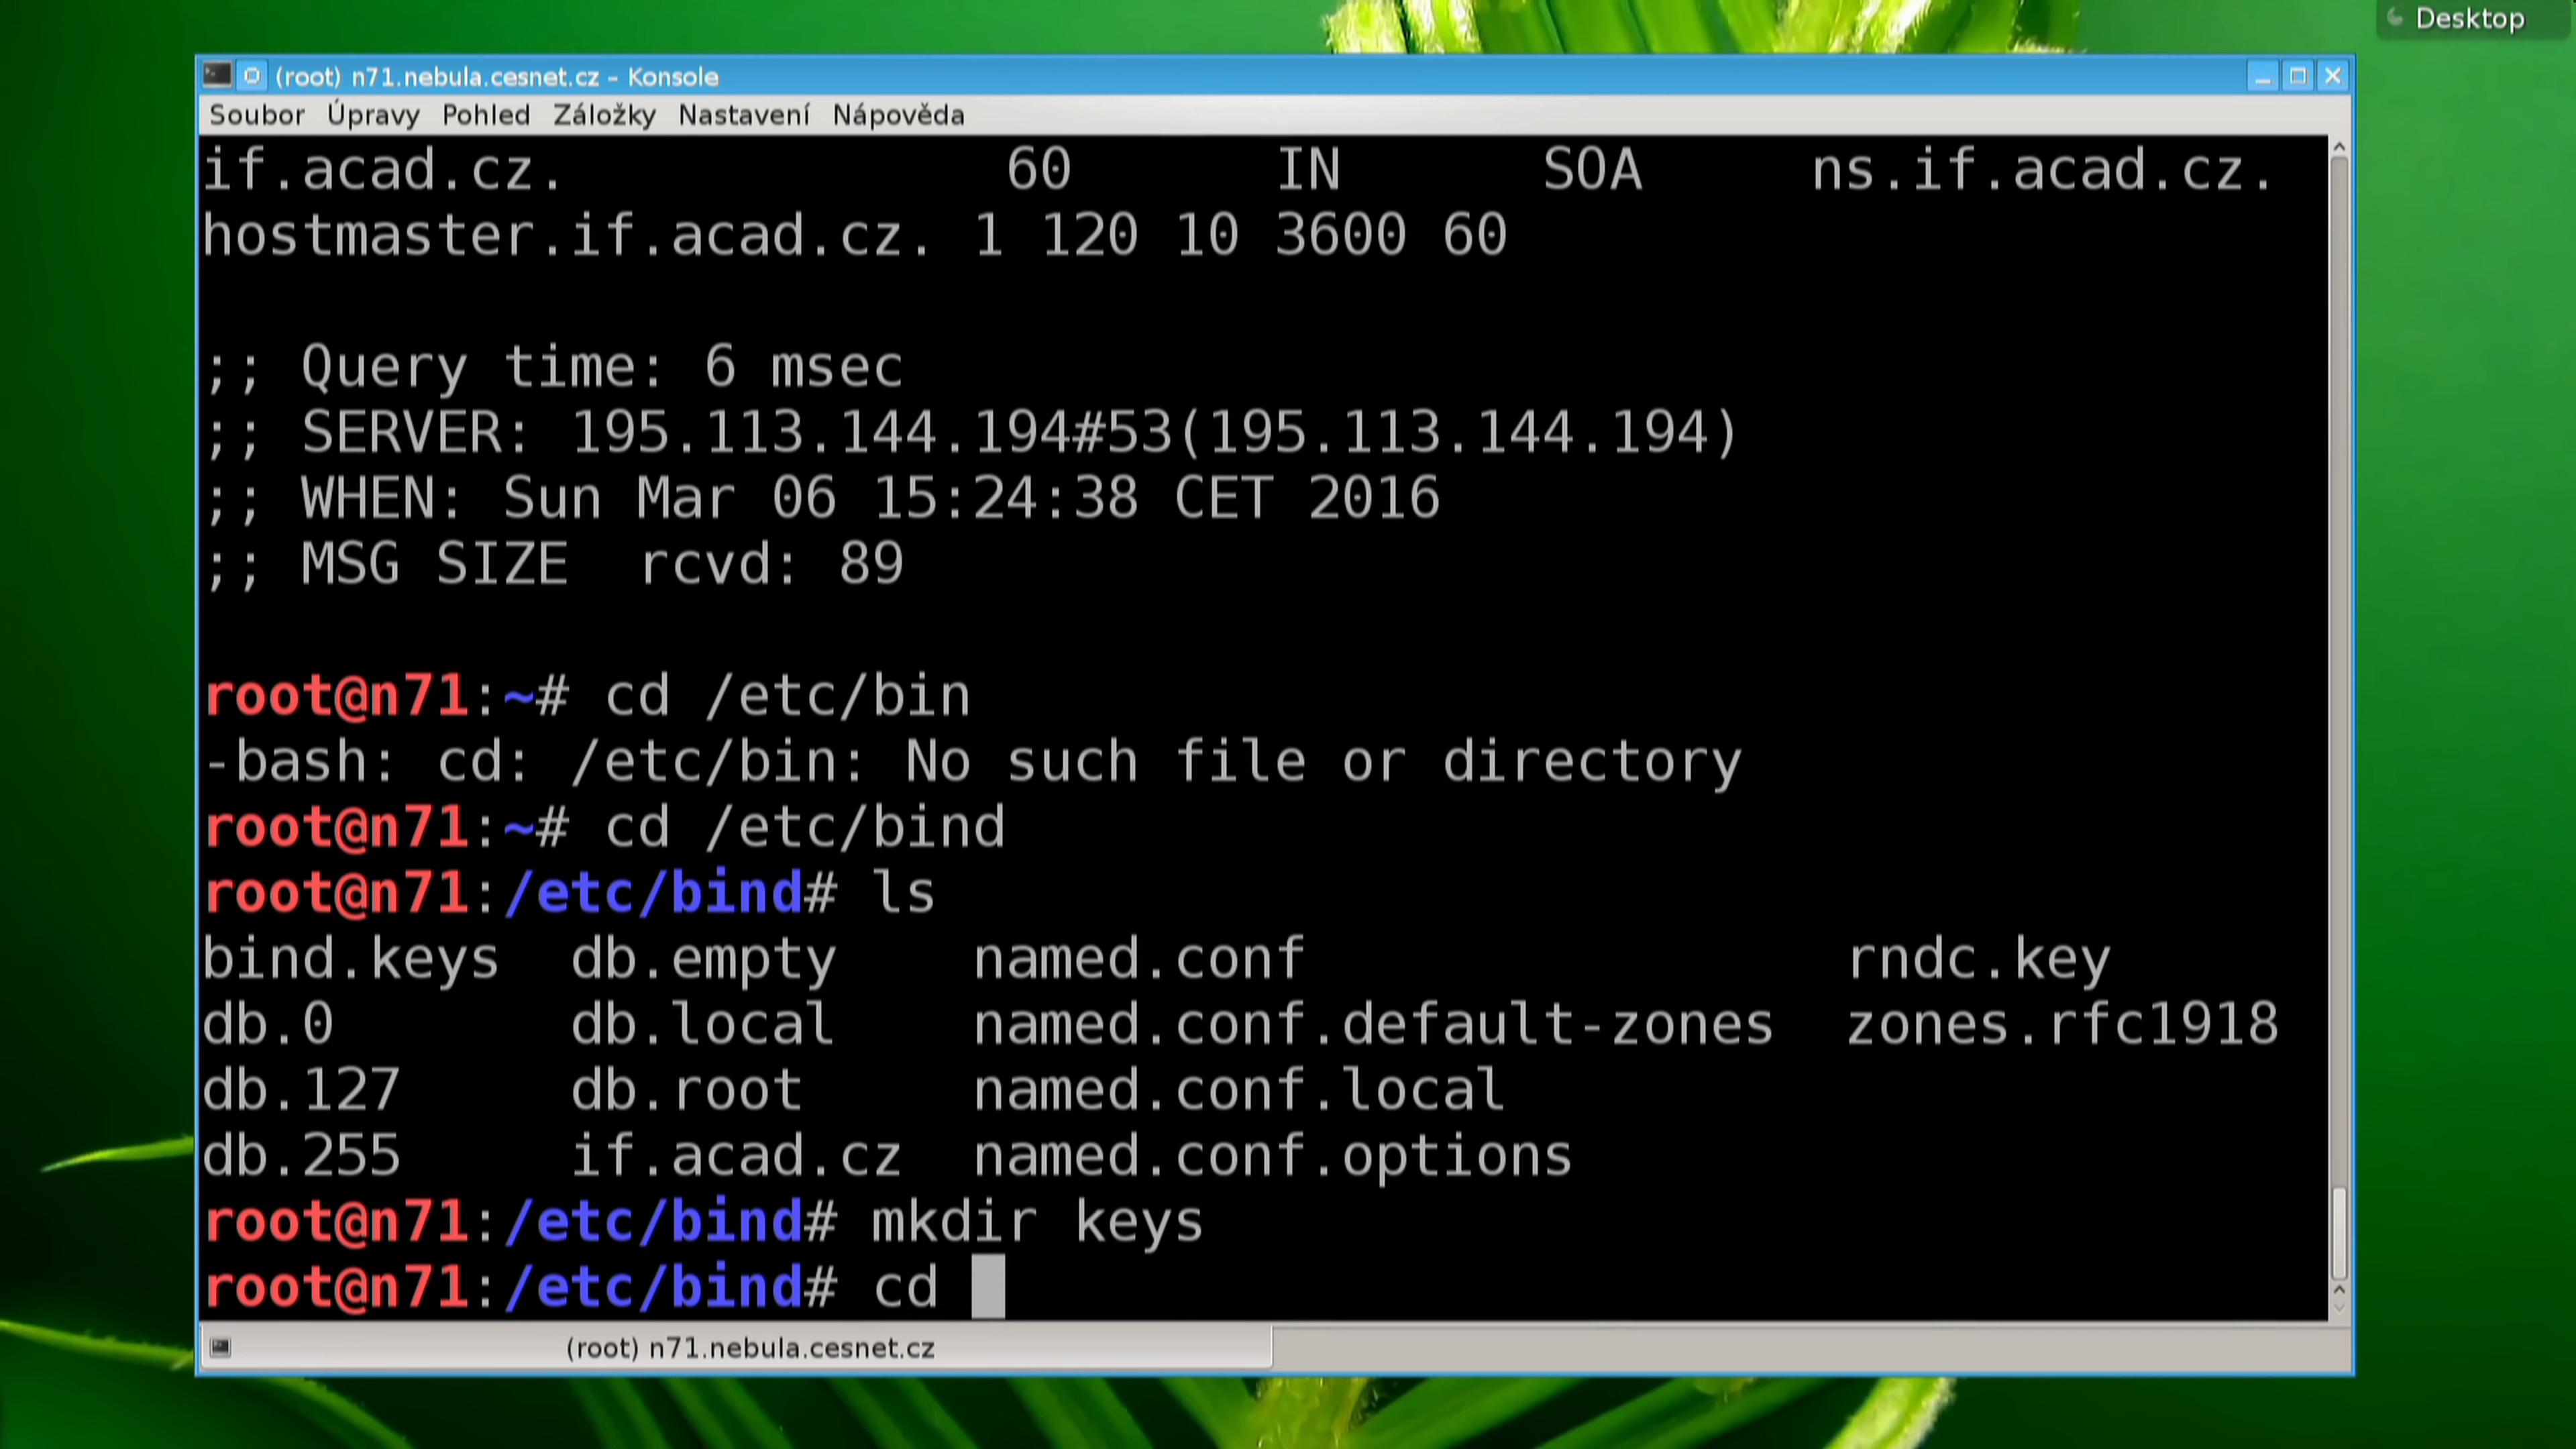 Desktop
(root) n71.nebula.cesnet.cz – Konsole
Soubor Úpravy Pohled Záložky Nastavení Nápověda
if.acad.cz. 60 IN SOA ns.if.acad.cz.
hostmaster.if.acad.cz. 1 120 10 3600 60
;; Query time: 6 msec
;; SERVER: 195.113.144.194#53(195.113.144.194)
;; WHEN: Sun Mar 06 15:24:38 CET 2016
;; MSG SIZE  rcvd: 89
root@n71:~# cd /etc/bin
-bash: cd: /etc/bin: No such file or directory
root@n71:~# cd /etc/bind
root@n71:/etc/bind# ls
bind.keys db.empty named.conf rndc.key
db.0 db.local named.conf.default-zones zones.rfc1918
db.127 db.root named.conf.local
db.255 if.acad.cz named.conf.options
root@n71:/etc/bind# mkdir keys
root@n71:/etc/bind# cd
(root) n71.nebula.cesnet.cz